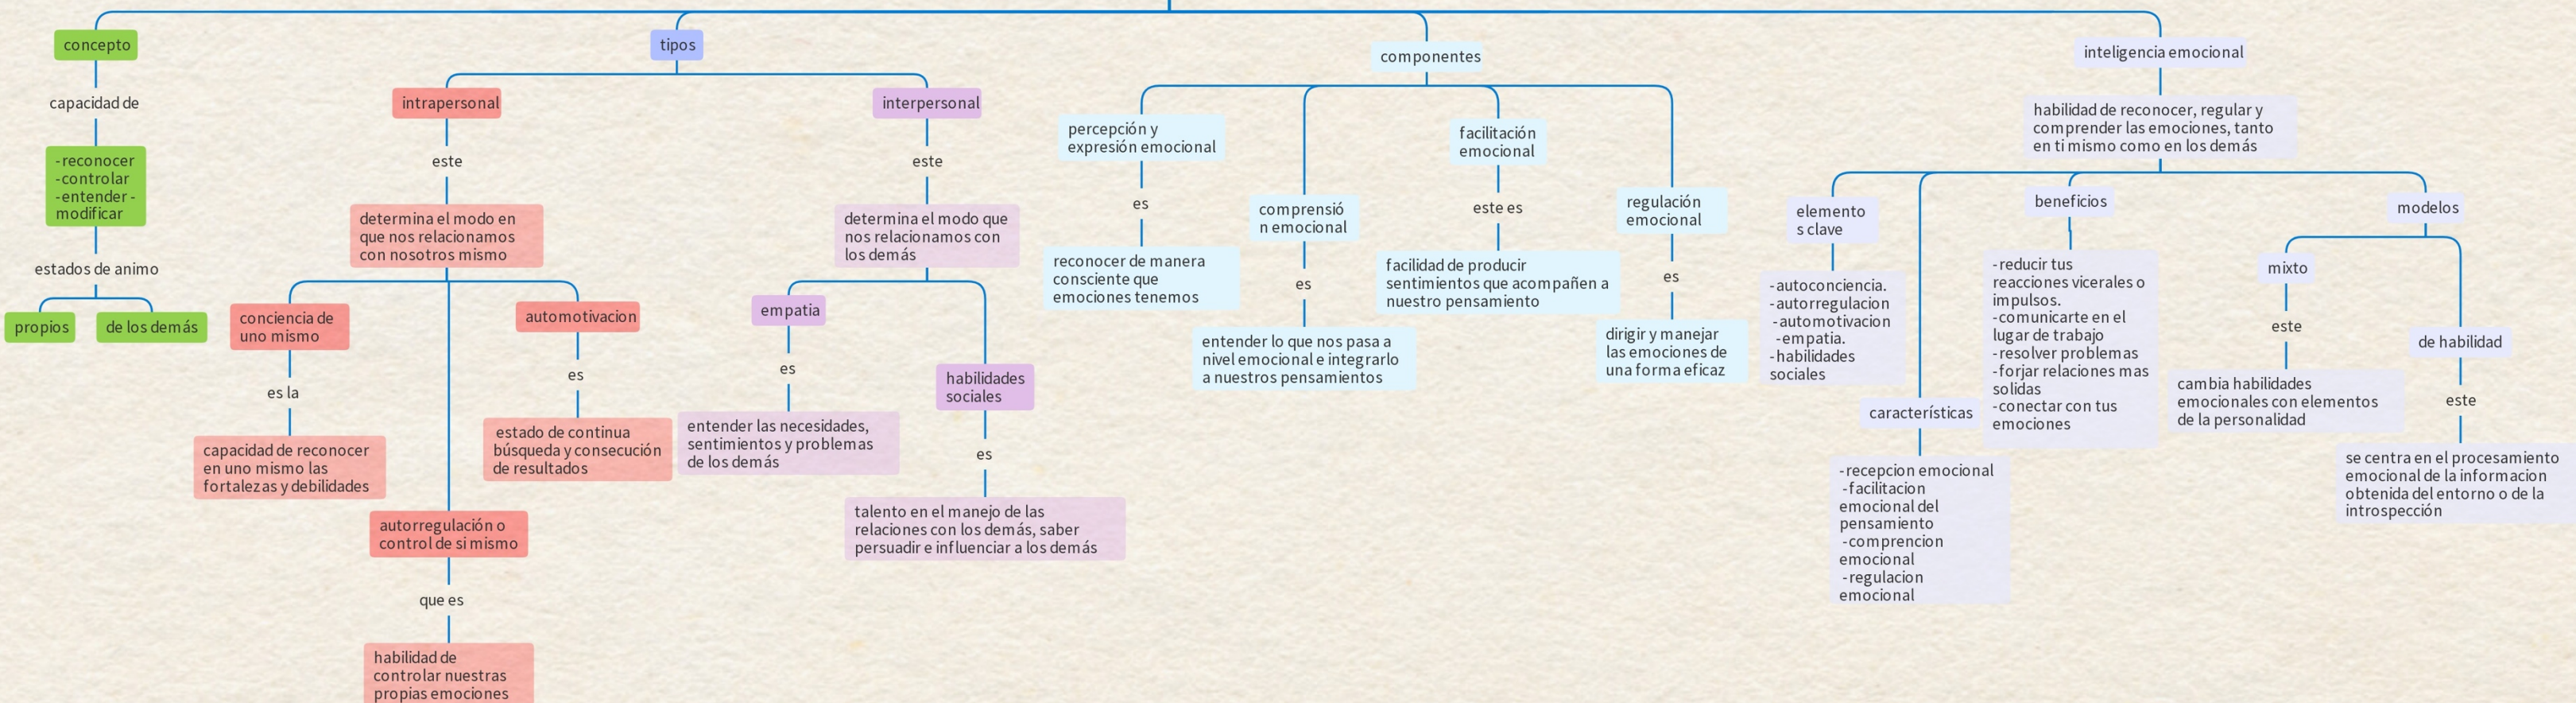 concepto
capacidad de
-reconocer
-controlar
-entender -
modificar
estados de animo
propios
de los demás
tipos
intrapersonal
este
determina el modo en
que nos relacionamos
con nosotros mismo
conciencia de
uno mismo
es la
capacidad de reconocer
en uno mismo las
fortalezas y debilidades
autorregulación o
control de si mismo
que es
habilidad de
controlar nuestras
propias emociones
automotivacion
es
estado de continua
búsqueda y consecución
de resultados
interpersonal
este
determina el modo que
nos relacionamos con
los demás
empatia
es
entender las necesidades,
sentimientos y problemas
de los demás
habilidades
sociales
es
talento en el manejo de las
relaciones con los demás, saber
persuadir e influenciar a los demás
componentes
percepción y
expresión emocional
es
reconocer de manera
consciente que
emociones tenemos
comprensió
n emocional
es
entender lo que nos pasa a
nivel emocional e integrarlo
a nuestros pensamientos
facilitación
emocional
este es
facilidad de producir
sentimientos que acompañen a
nuestro pensamiento
regulación
emocional
es
dirigir y manejar
las emociones de
una forma eficaz
inteligencia emocional
habilidad de reconocer, regular y
comprender las emociones, tanto
en ti mismo como en los demás
elemento
s clave
-autoconciencia.
-autorregulacion
-automotivacion
-empatia.
-habilidades
sociales
características
-recepcion emocional
-facilitacion
emocional del
pensamiento
-comprencion
emocional
-regulacion
emocional
beneficios
-reducir tus
reacciones vicerales o
impulsos.
-comunicarte en el
lugar de trabajo
-resolver problemas
-forjar relaciones mas
solidas
-conectar con tus
emociones
modelos
mixto
este
cambia habilidades
emocionales con elementos
de la personalidad
de habilidad
este
se centra en el procesamiento
emocional de la informacion
obtenida del entorno o de la
introspección